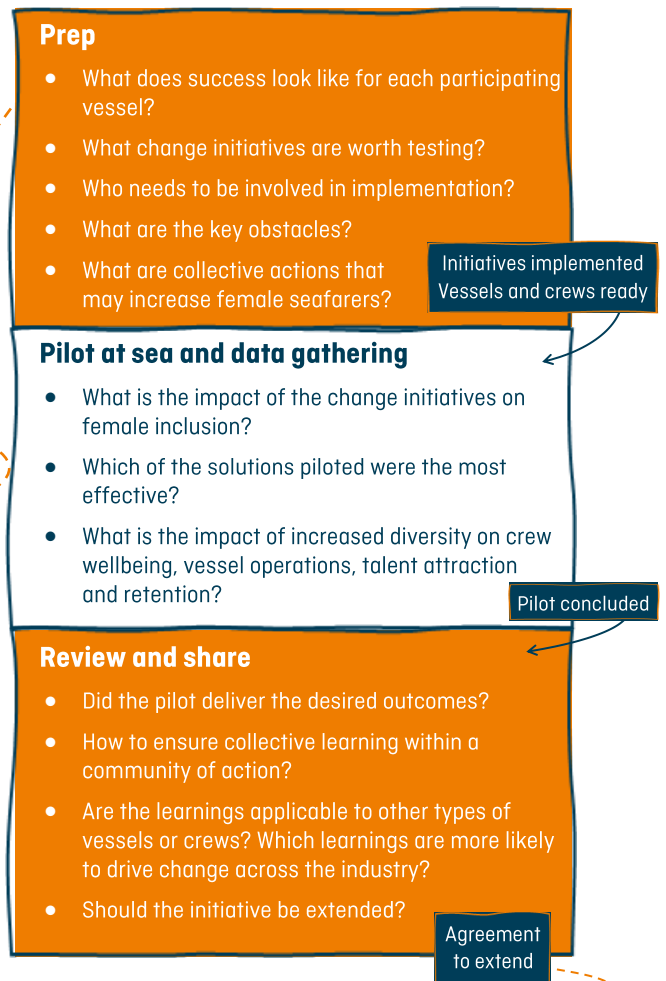 Prep
• What does success look like for each participating
vessel?
• What change initiatives are worth testing?
• Who needs to be involved in implementation?
• What are the key obstacles?
• What are collective actions that
may increase female seafarers?
Initiatives implemented
Vessels and crews ready
Pilot at sea and data gathering
• What is the impact of the change initiatives on
female inclusion?
• Which of the solutions piloted were the most
effective?
• What is the impact of increased diversity on crew
wellbeing, vessel operations, talent attraction
and retention?
Pilot concluded
Review and share
• Did the pilot deliver the desired outcomes?
• How to ensure collective learning within a
community of action?
• Are the learnings applicable to other types of
vessels or crews? Which learnings are more likely
to drive change across the industry?
• Should the initiative be extended?
Agreement
to extend